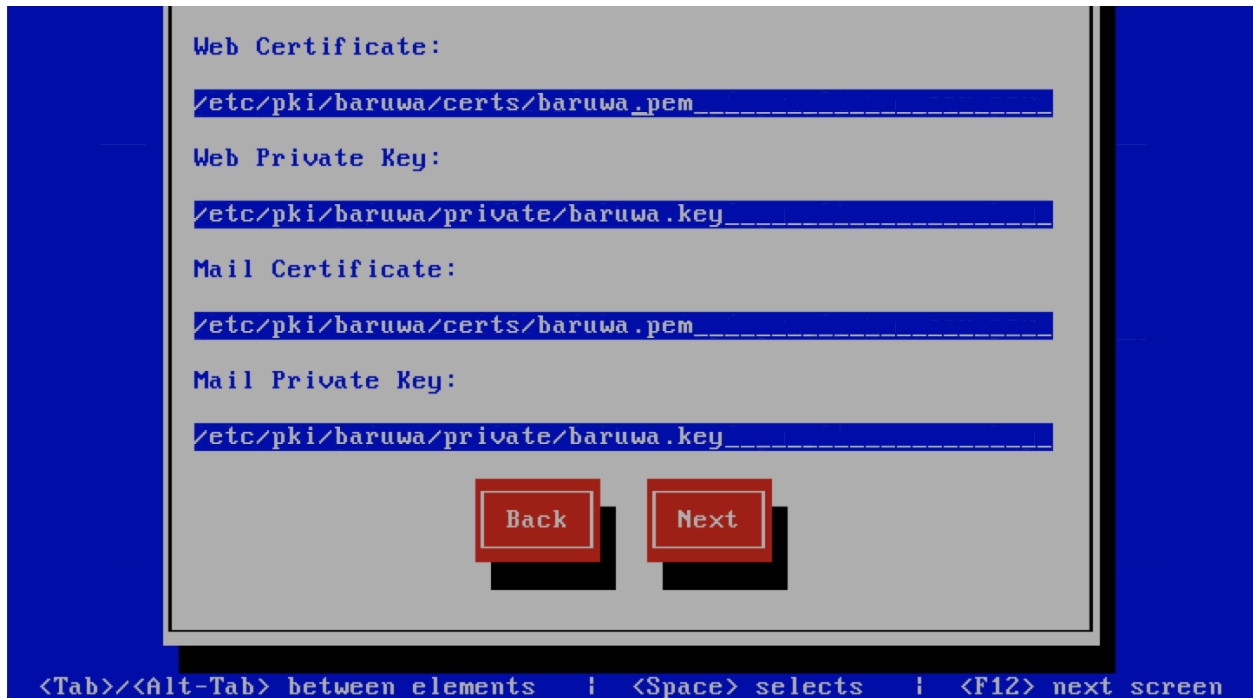 Web Certificate:
/etc/pki/baruwa/certs/baruwa.pem
Web Private Key:
/etc/pki/baruwa/private/baruwa.key
Mail Certificate:
/etc/pki/baruwa/certs/baruwa.pem
Mail Private Key:
/etc/pki/baruwa/private/baruwa.key
Back Next
<Tab>/<Alt-Tab> between elements | <Space> selects | <F12> next screen